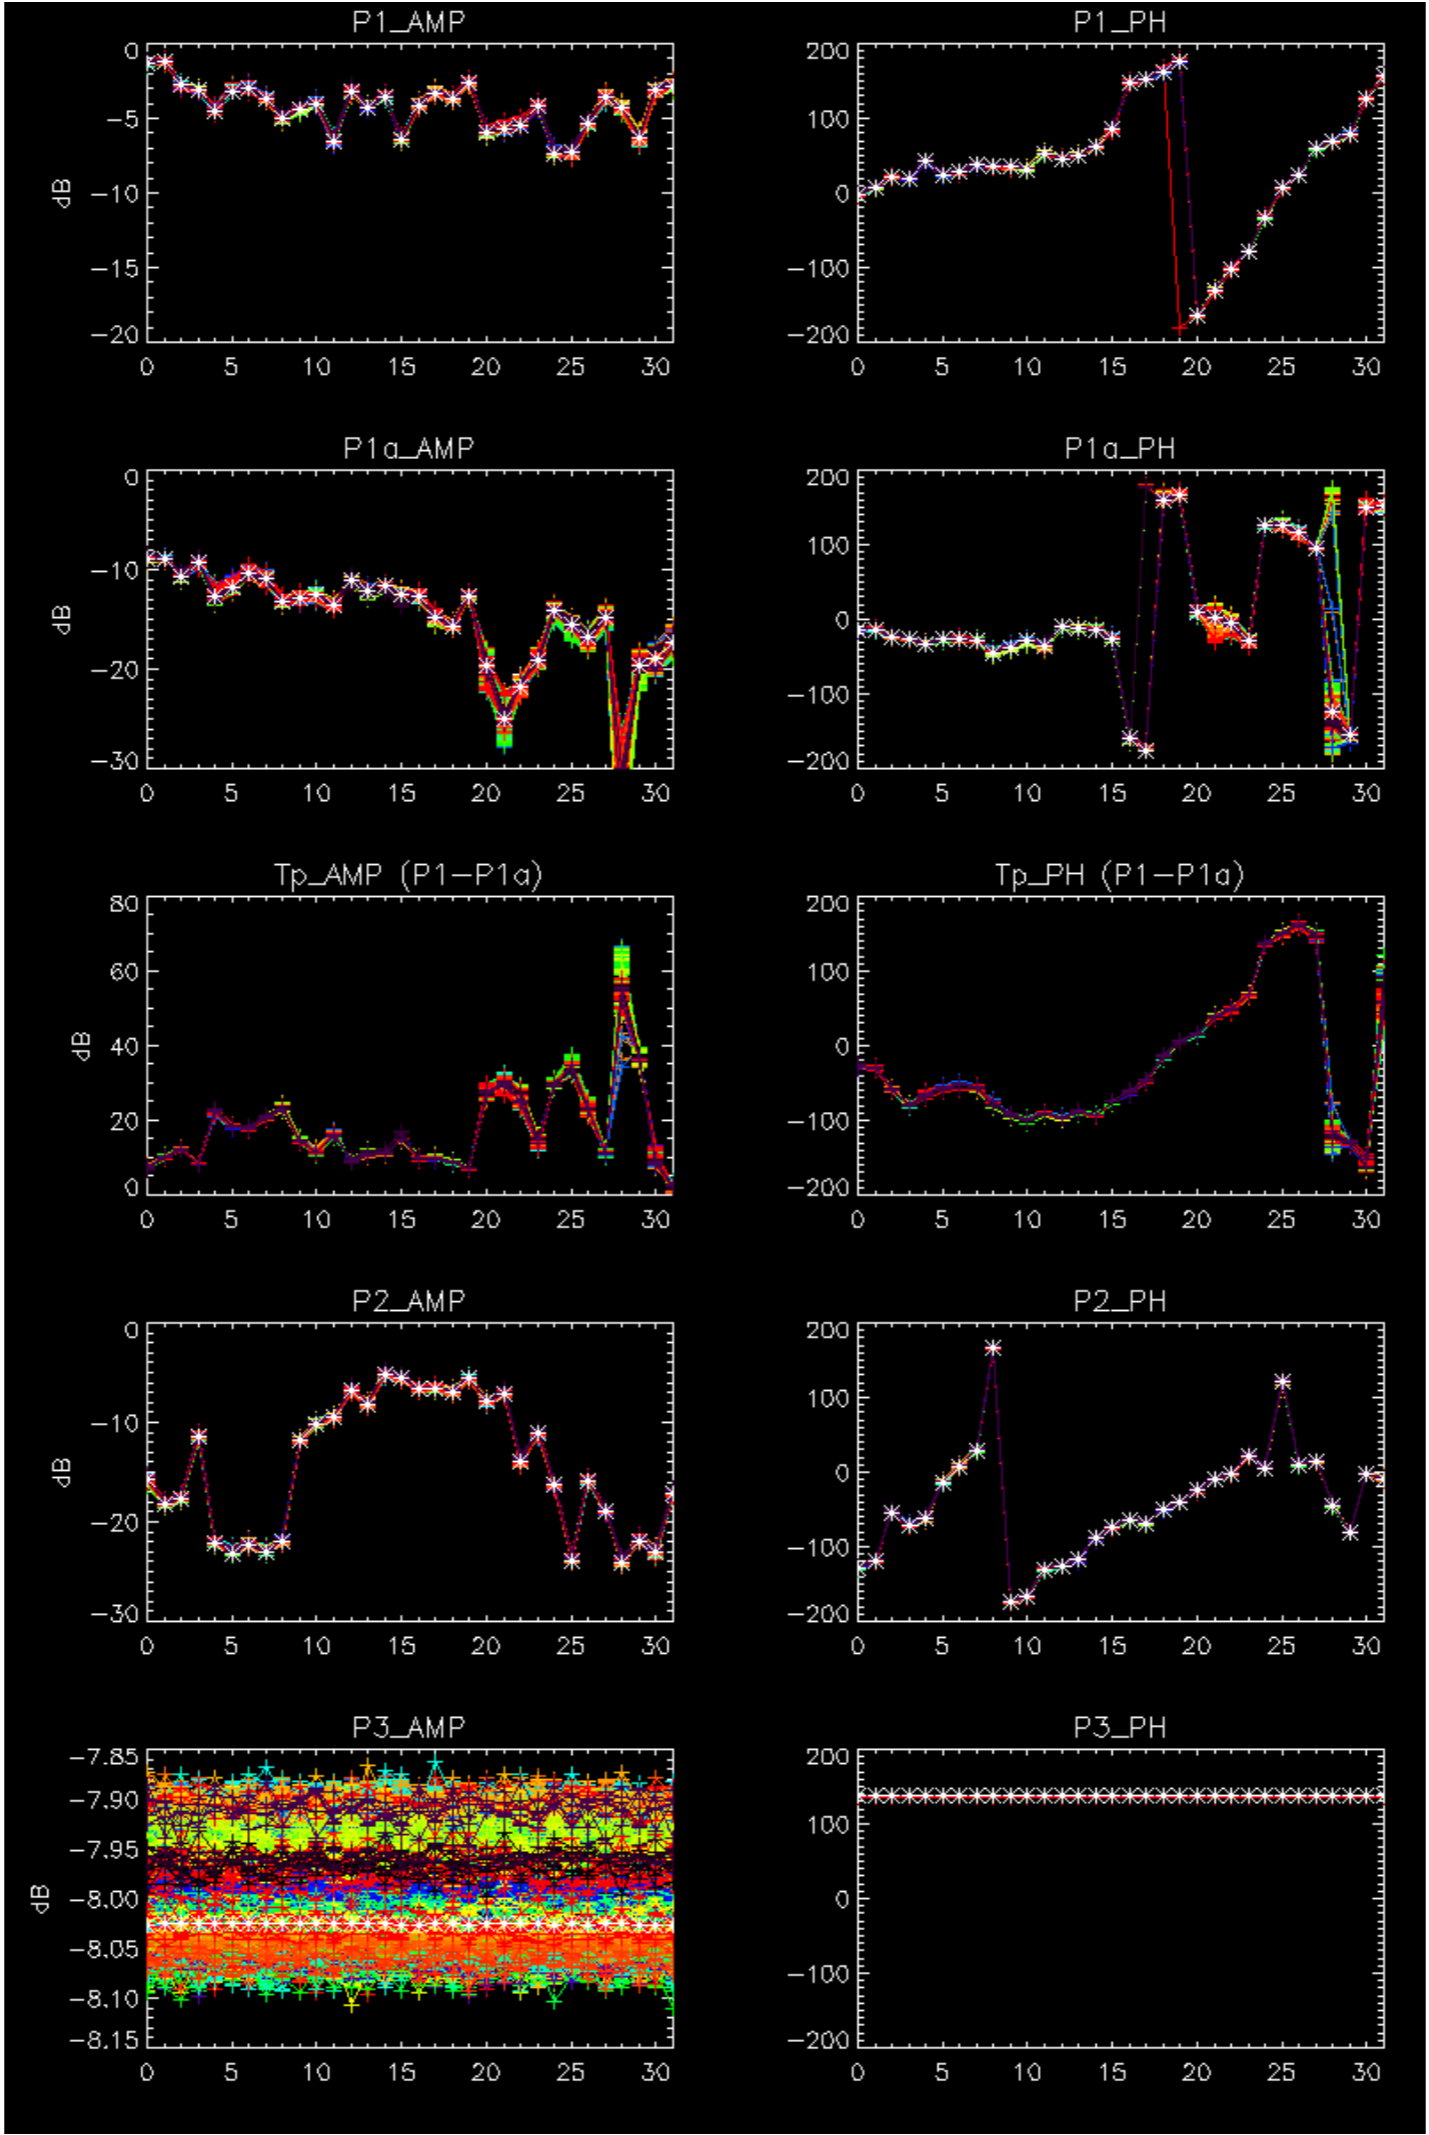 P1_AMP P1_PH
0 200
−5 100
dB −10 0
−15 −100
−20 −200
0 5 10 15 20 25 30 0 5 10 15 20 25 30
P1a_AMP P1a_PH
0 200
−10 100
dB 0
−20 −100
−30 −200
0 5 10 15 20 25 30 0 5 10 15 20 25 30
Tp_AMP (P1−P1a) Tp_PH (P1−P1a)
80 200
60 100
dB 40 0
20 −100
0 −200
0 5 10 15 20 25 30 0 5 10 15 20 25 30
P2_AMP P2_PH
0 200
−10 100
dB 0
−20 −100
−30 −200
0 5 10 15 20 25 30 0 5 10 15 20 25 30
P3_AMP P3_PH
−7.85 200
−7.90
−7.95 100
dB −8.00 0
−8.05 −100
−8.10
−8.15 −200
0 5 10 15 20 25 30 0 5 10 15 20 25 30